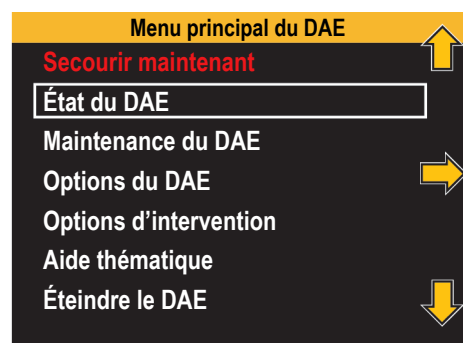 Menu principal du DAE
Secourir maintenant
État du DAE
Maintenance du DAE
Options du DAE
Options d'intervention
Aide thématique
Éteindre le DAE